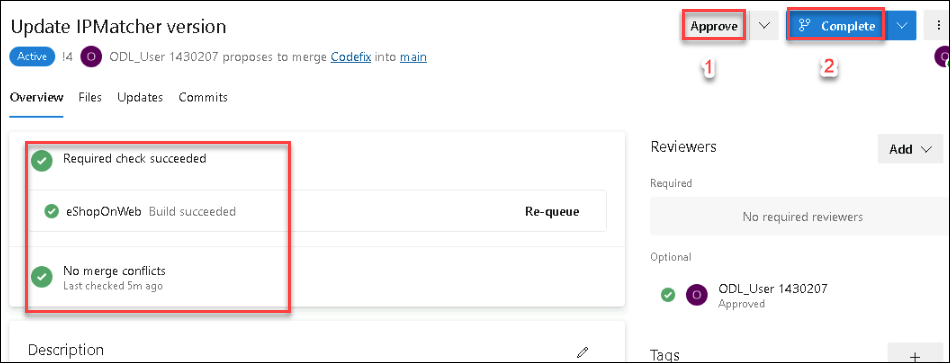 Update IPMatcher version
Approve
Complete
Active !4 O ODL_User 1430207 proposes to merge Codefix into main
1
2
Overview Files Updates Commits
Required check succeeded
eShopOnWeb Build succeeded
Re-queue
No merge conflicts
Last checked 5m ago
Description
Reviewers
Add
Required
No required reviewers
Optional
O ODL_User 1430207
Approved
Tags